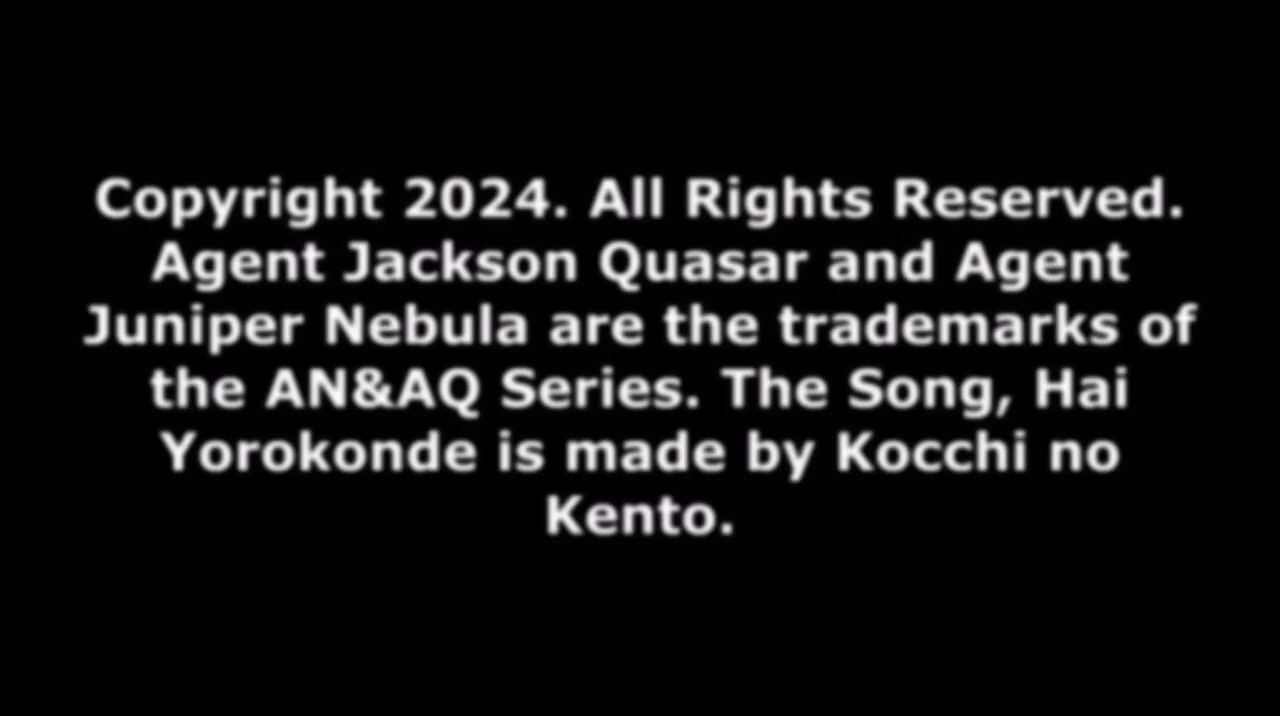 Copyright 2024. All Rights Reserved.
Agent Jackson Quasar and Agent
Juniper Nebula are the trademarks of
the AN&AQ Series. The Song, Hai
Yorokonde is made by Kocchi no
Kento.